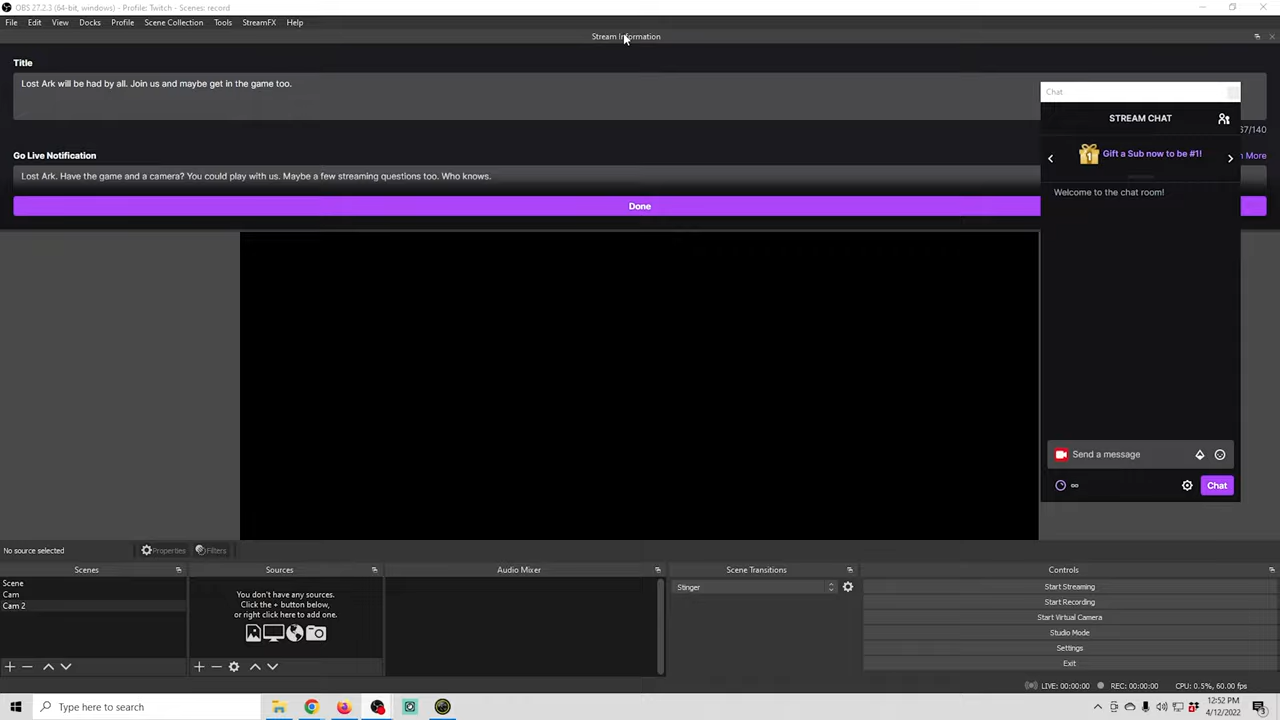 OBS 27.2.3 (64-bit, windows) - Profile: Twitch - Scenes: record
File Edit View Docks Profile Scene Collection Tools StreamFX Help
Stream Information
Title
Lost Ark will be had by all. Join us and maybe get in the game too.
67/140
Go Live Notification
More
Lost Ark. Have the game and a camera? You could play with us. Maybe a few streaming questions too. Who knows.
Done
Chat
STREAM CHAT
1
Gift a Sub now to be #1!
Welcome to the chat room!
Send a message
∞
Chat
No source selected Properties Filters
Scenes
Scene
Cam
Cam 2
Sources
You don't have any sources.
Click the + button below,
or right click here to add one.
Audio Mixer
Scene Transitions
Stinger
Controls
Start Streaming
Start Recording
Start Virtual Camera
Studio Mode
Settings
Exit
LIVE: 00:00:00 REC: 00:00:00 CPU: 0.5%, 60.00 fps
Type here to search
12:52 PM
4/12/2022